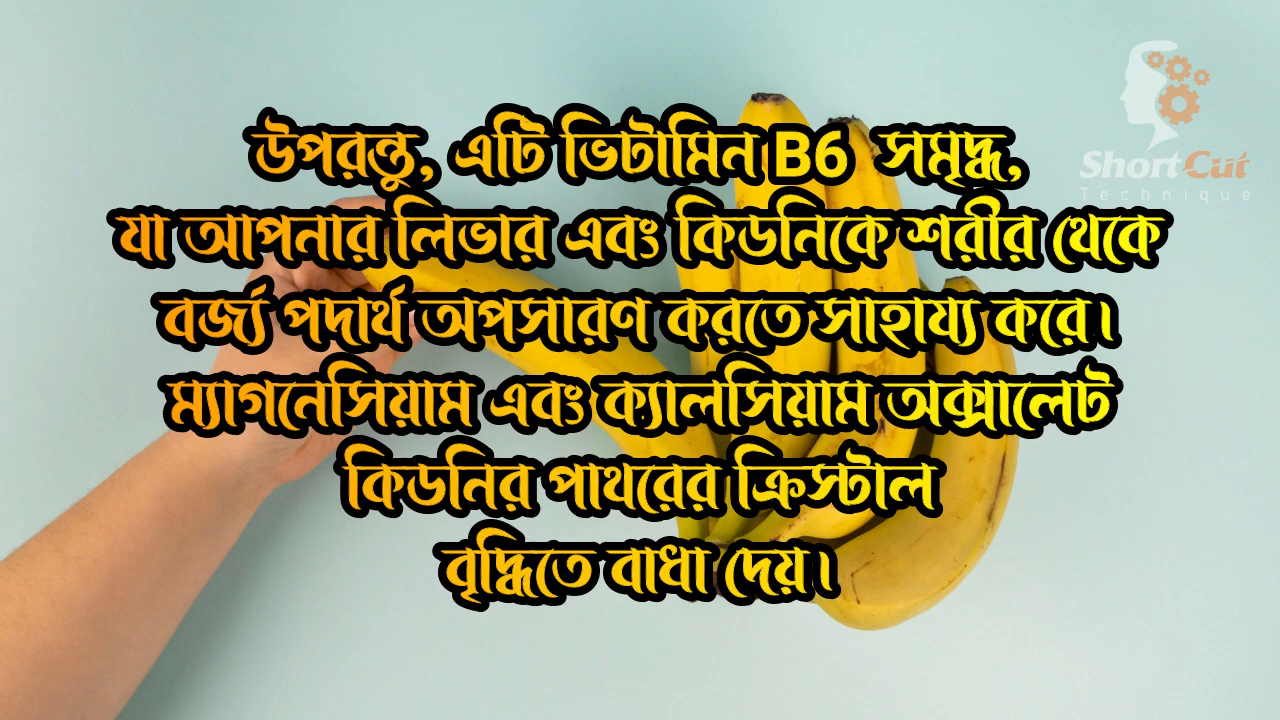 উপরন্তু, এটি ভিটামিন B6 সমৃদ্ধ,
যা আপনার লিভার এবং কিডনিকে শরীর থেকে
বর্জ্য পদার্থ অপসারণ করতে সাহায্য করে।
ম্যাগনেসিয়াম এবং ক্যালসিয়াম অক্সালেট
কিডনির পাথরের ক্রিস্টাল
বৃদ্ধিতে বাধা দেয়।
ShortCut
Technique